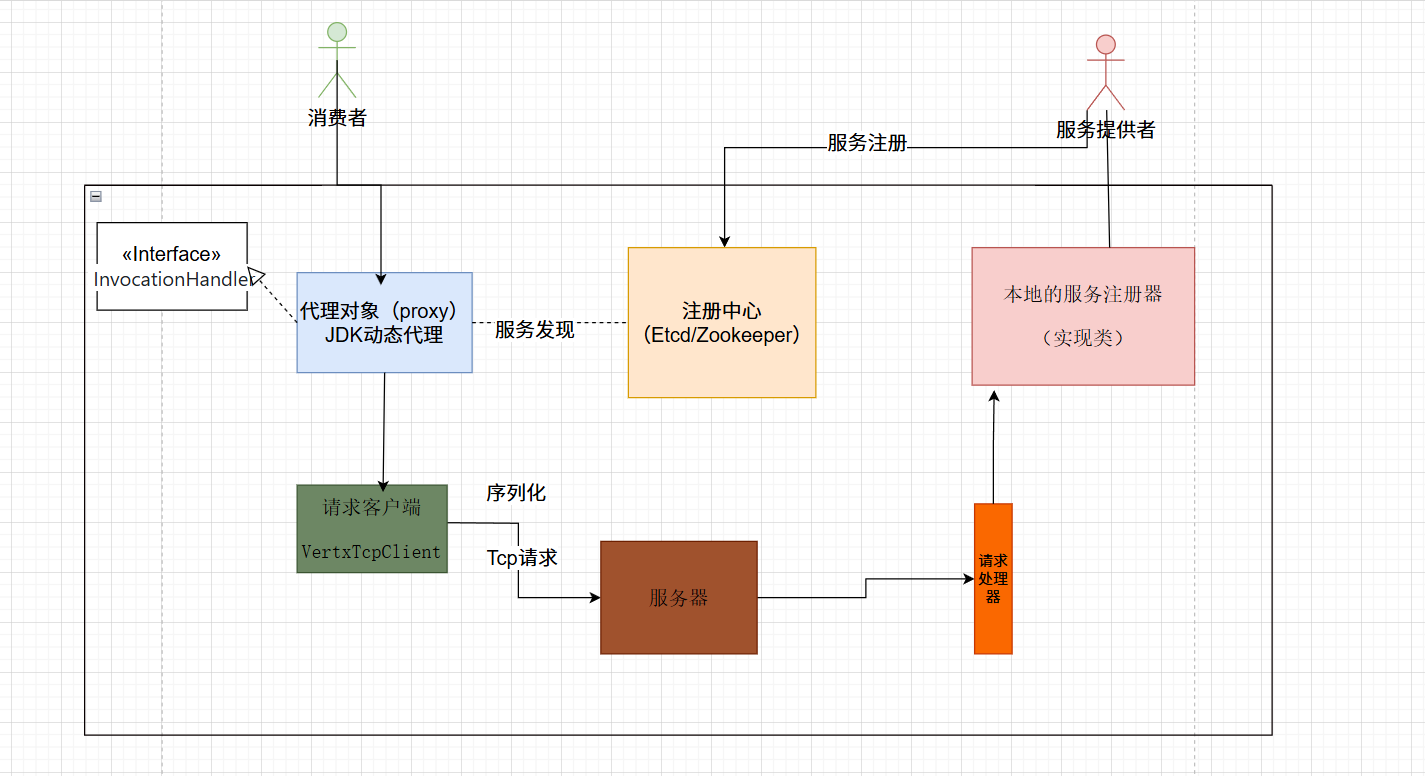 消费者
服务提供者
服务注册
«Interface»
InvocationHandler
代理对象（proxy）
JDK动态代理
服务发现
注册中心
（Etcd/Zookeeper）
本地的服务注册器
（实现类）
请求客户端
VertxTcpClient
序列化
Tcp请求
服务器
请求
处理
器